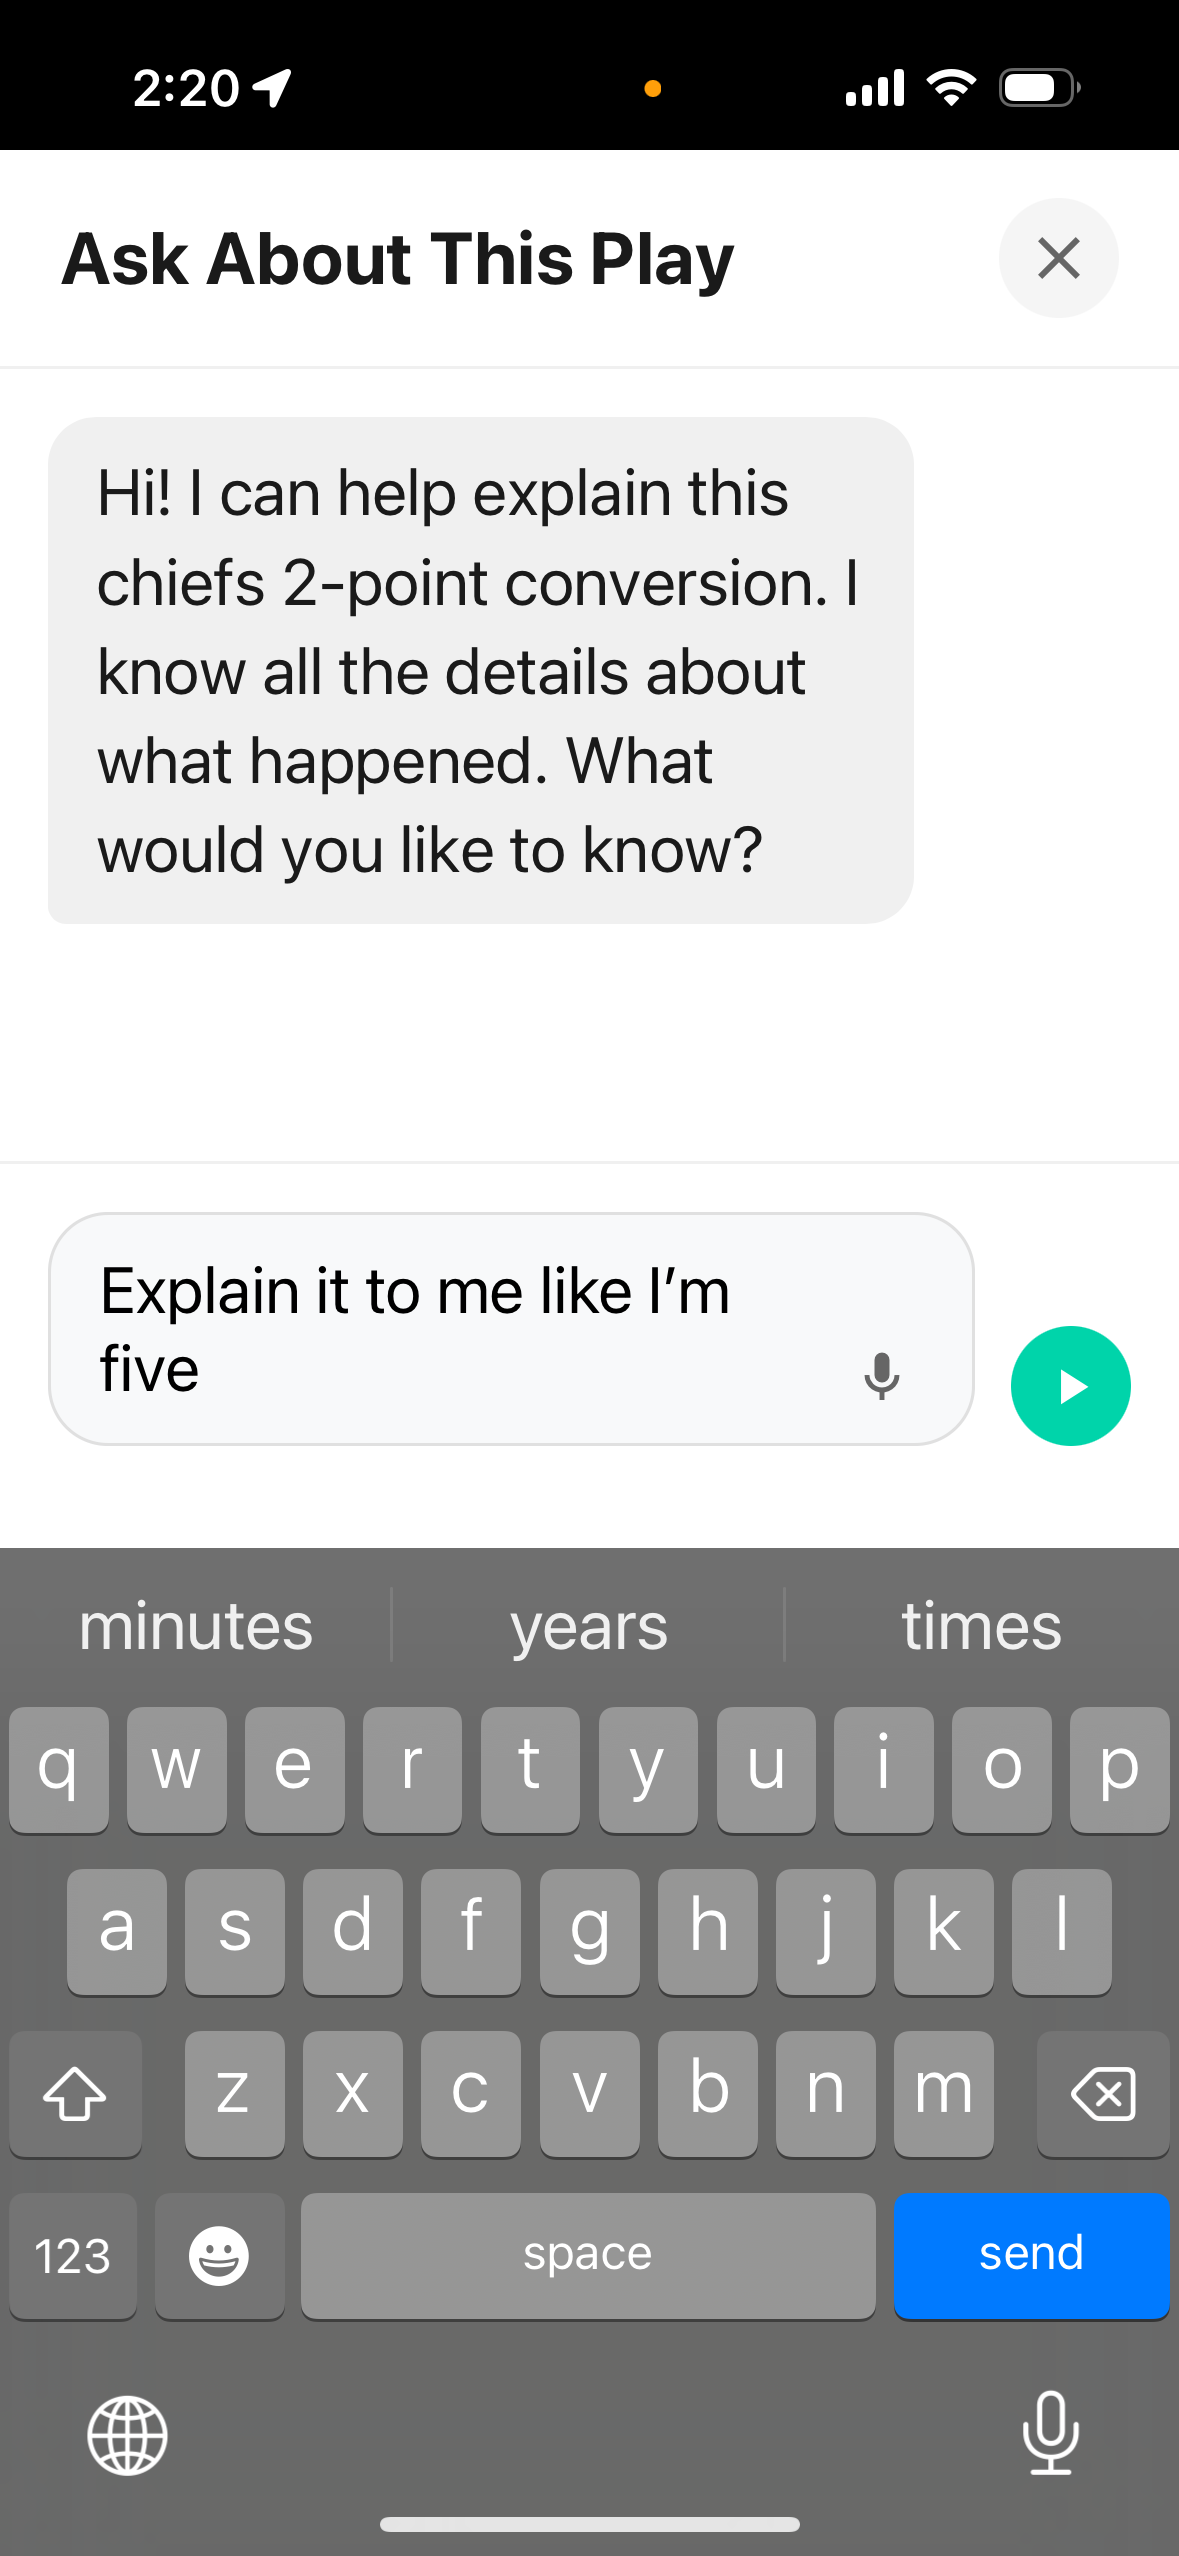 2:20
Ask About This Play
Hi! I can help explain this
chiefs 2-point conversion. I
know all the details about
what happened. What
would you like to know?
Explain it to me like I’m
five
minutes years times
q w e r t y u i o p
a s d f g h j k l
z x c v b n m
123 space send